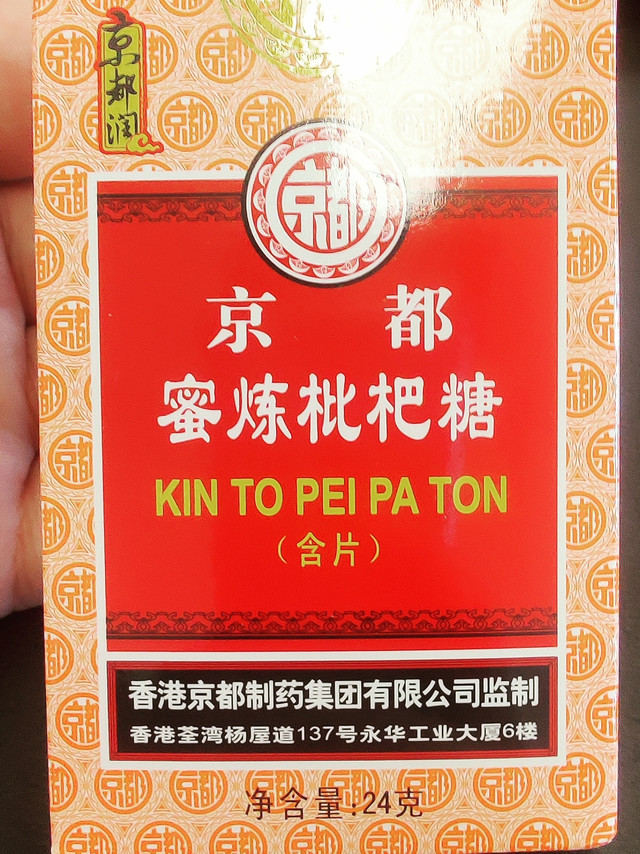 京都润
京都
京都
蜜炼枇杷糖
KIN TO PEI PA TON
（含片）
香港京都制药集团有限公司监制
香港荃湾杨屋道137号永华工业大厦6楼
净含量:24克